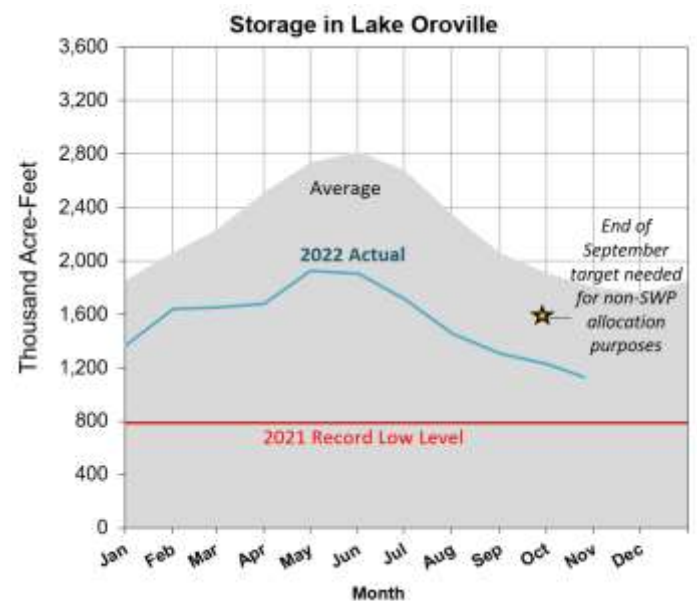 Storage in Lake Oroville
3,600
3,200
2,800
2,400
2,000
1,600
1,200
800
400
0
Thousand Acre-Feet
Average
2022 Actual
End of
September
target needed
for non-SWP
allocation
purposes
2021 Record Low Level
Jan
Feb
Mar
Apr
May
Jun
Jul
Aug
Sep
Oct
Nov
Dec
Month